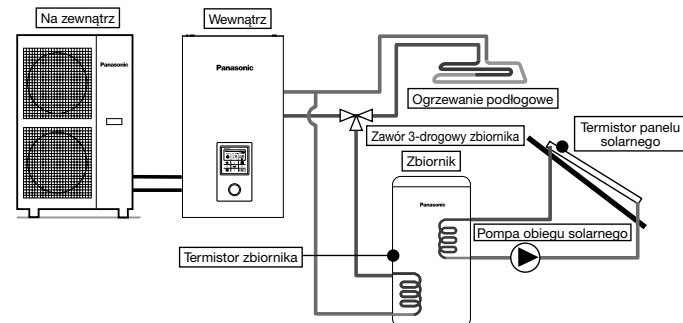 Na zewnątrz
Wewnątrz
Panasonic
Panasonic
Ogrzewanie podłogowe
Zawór 3-drogowy zbiornika
Termistor panelu
solarnego
Zbiornik
Panasonic
Pompa obiegu solarnego
Termistor zbiornika